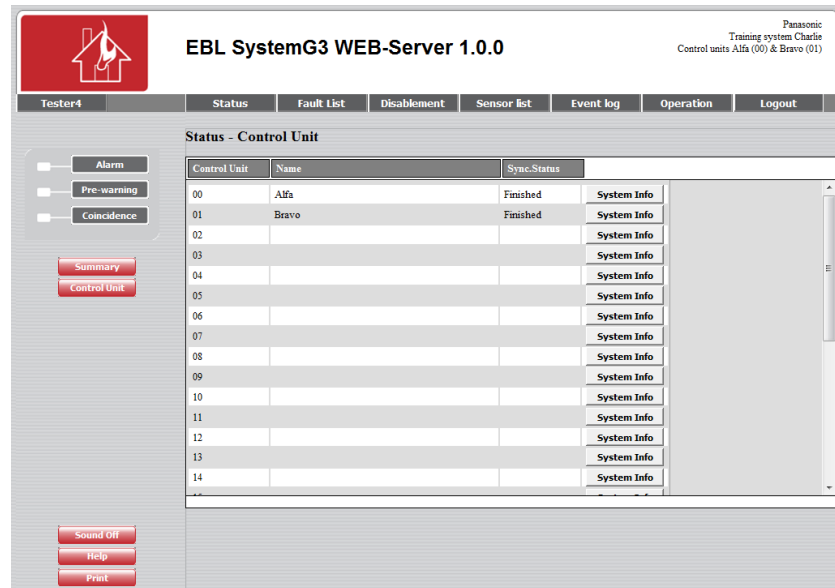 EBL SystemG3 WEB-Server 1.0.0
Panasonic
Training system Charlie
Control units Alfa (00) & Bravo (01)
Tester4 Status Fault List Disablement Sensor list Event log Operation Logout
Status - Control Unit
Alarm
Pre-warning
Coincidence
Summary
Control Unit
Control Unit Name Sync.Status
00 Alfa Finished System Info
01 Bravo Finished System Info
02 System Info
03 System Info
04 System Info
05 System Info
06 System Info
07 System Info
08 System Info
09 System Info
10 System Info
11 System Info
12 System Info
13 System Info
14 System Info
Sound Off
Help
Print